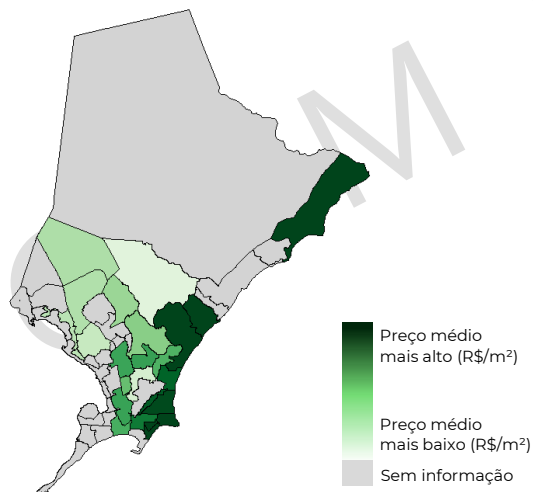 Preço médio
mais alto (R$/m²)
Preço médio
mais baixo (R$/m²)
Sem informação